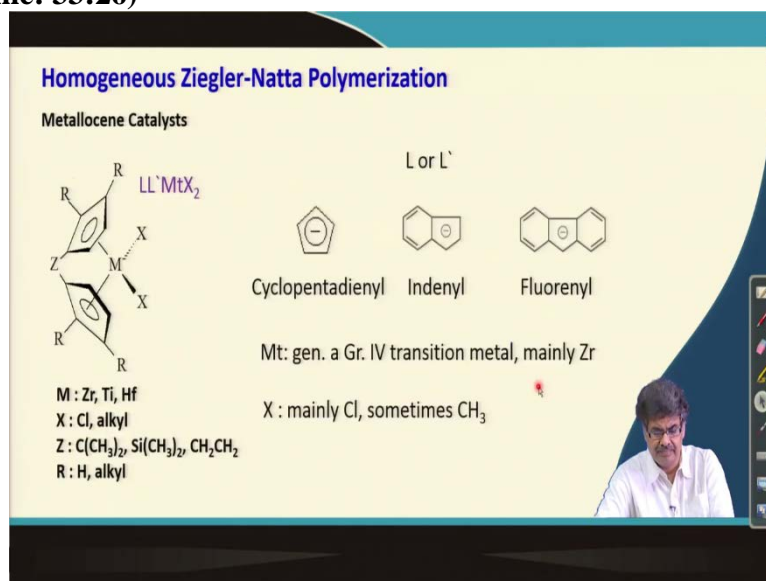 Homogeneous Ziegler-Natta Polymerization
Metallocene Catalysts
L or L`
LL`MtX₂
R
R
X
Z
M
X
R
R
Cyclopentadienyl Indenyl Fluorenyl
Mt: gen. a Gr. IV transition metal, mainly Zr
M : Zr, Ti, Hf
X : Cl, alkyl
Z : C(CH₃)₂, Si(CH₃)₂, CH₂CH₂
R : H, alkyl
X : mainly Cl, sometimes CH₃